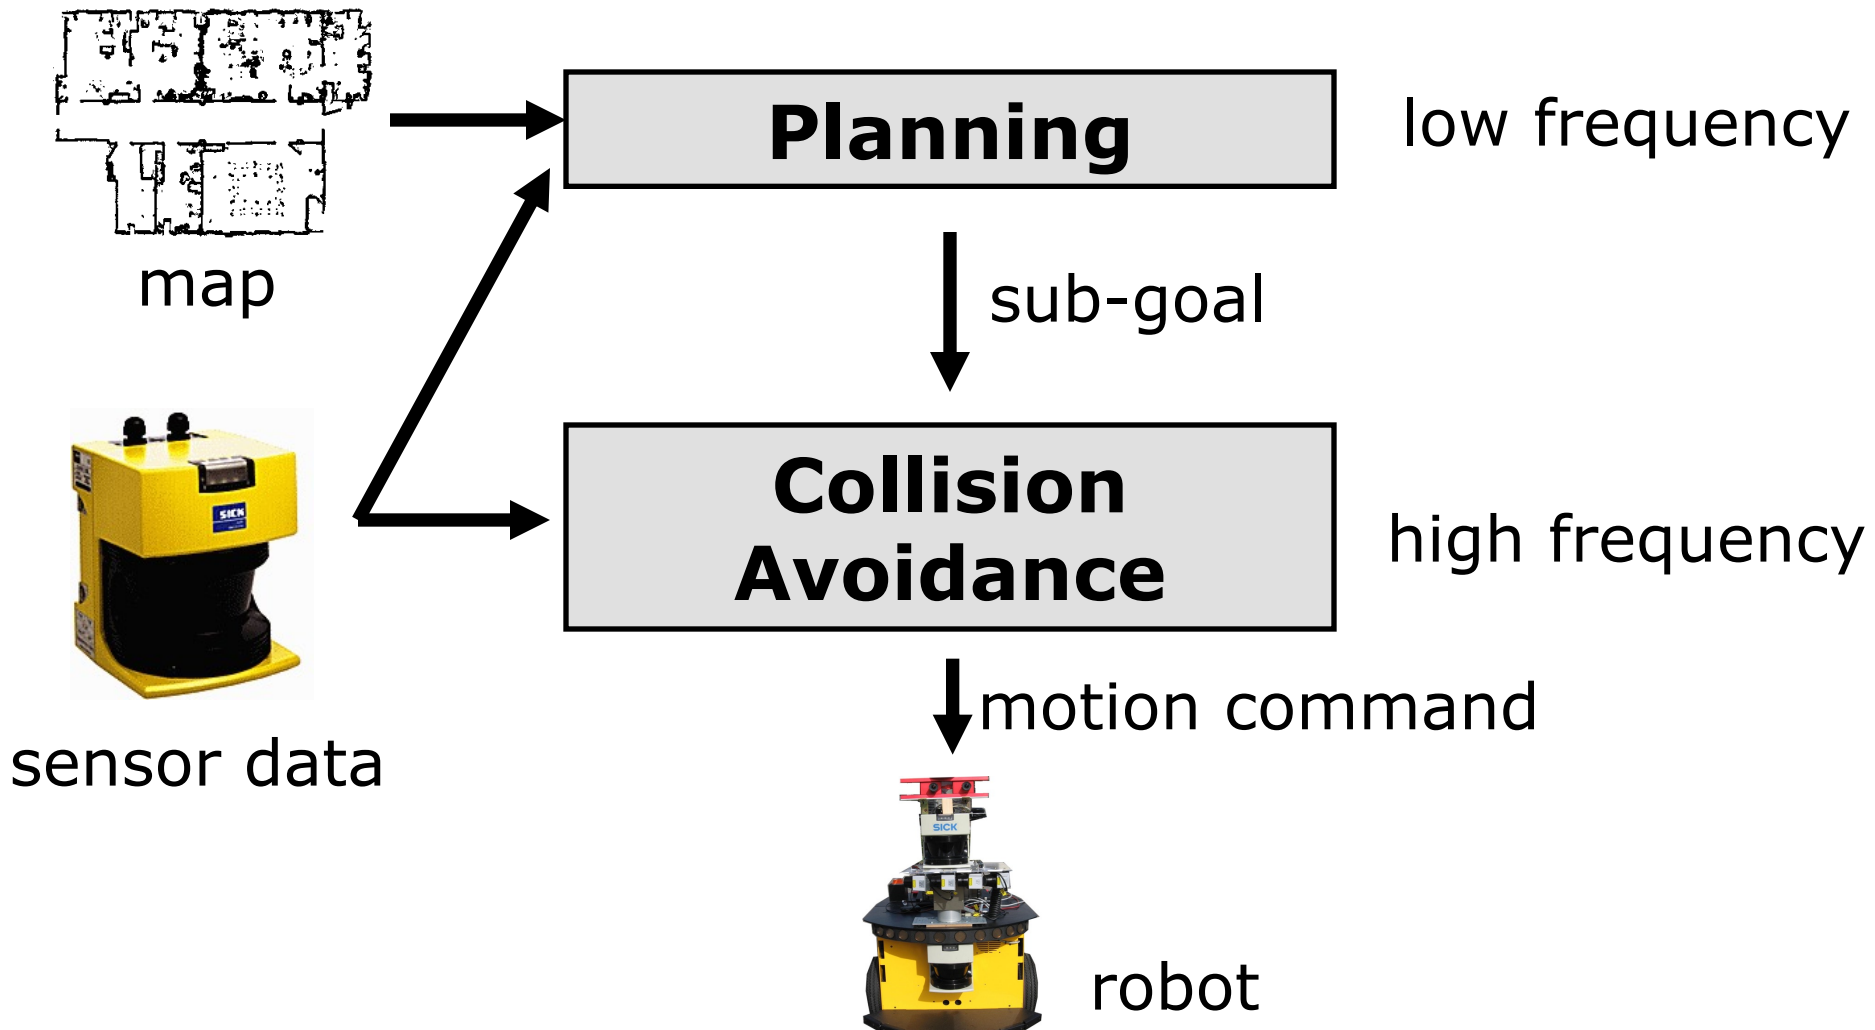 Planning
low frequency
map
sub-goal
Collision
Avoidance
high frequency
SICK
motion command
sensor data
SICK
robot